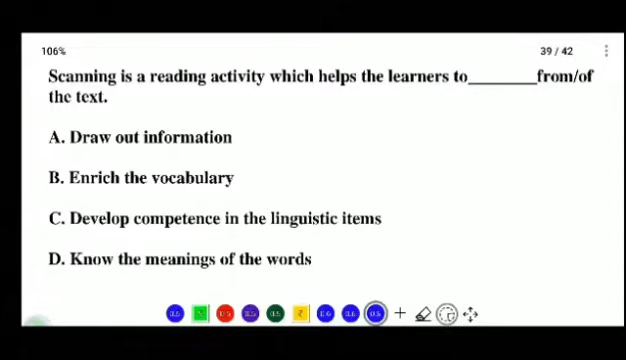 106%
39 / 42
Scanning is a reading activity which helps the learners to________from/of
the text.
A. Draw out information
B. Enrich the vocabulary
C. Develop competence in the linguistic items
D. Know the meanings of the words